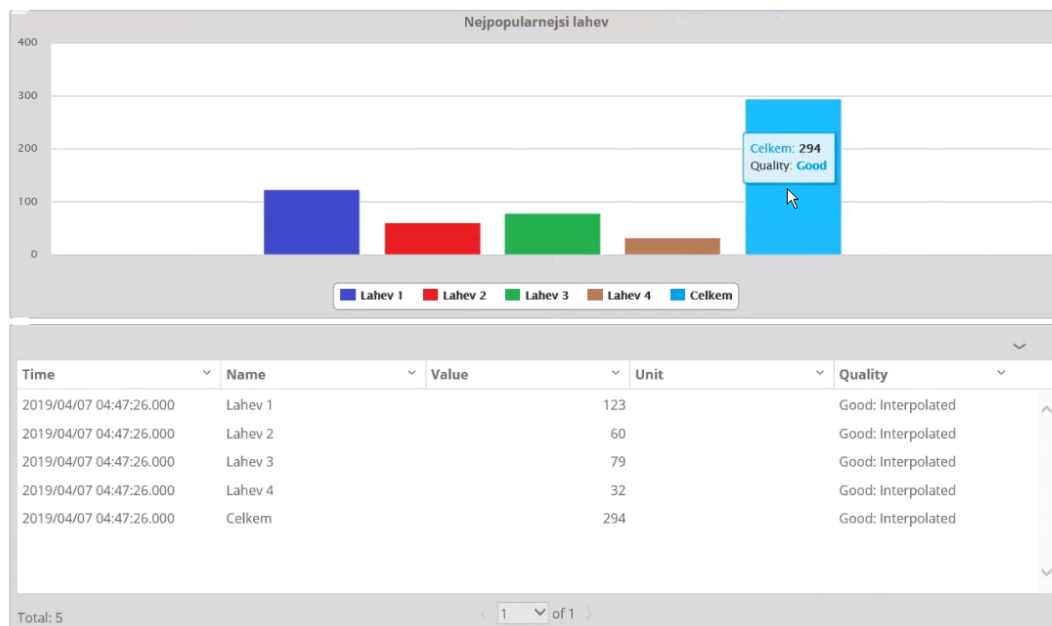 Nejpopularnejsi lahev
400
300
200
100
0
Celkem: 294
Quality: Good
Lahev 1 Lahev 2 Lahev 3 Lahev 4 Celkem
Time Name Value Unit Quality
2019/04/07 04:47:26.000 Lahev 1 123 Good: Interpolated
2019/04/07 04:47:26.000 Lahev 2 60 Good: Interpolated
2019/04/07 04:47:26.000 Lahev 3 79 Good: Interpolated
2019/04/07 04:47:26.000 Lahev 4 32 Good: Interpolated
2019/04/07 04:47:26.000 Celkem 294 Good: Interpolated
Total: 5 1 of 1